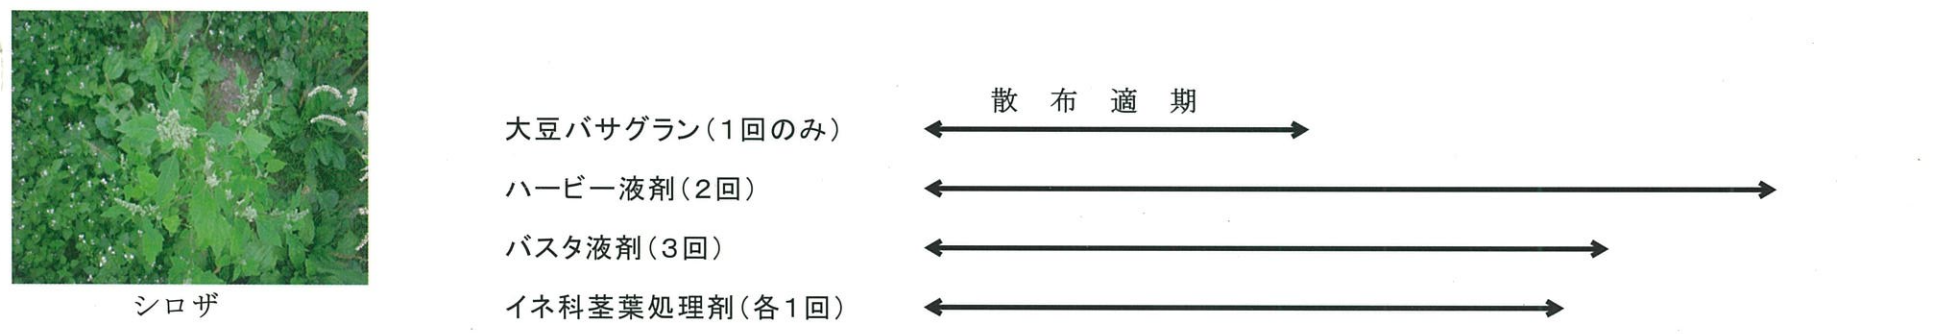 散布適期
大豆バサグラン(1回のみ)
ハービー液剤(2回)
バスタ液剤(3回)
イネ科茎葉処理剤(各1回)
シロザ